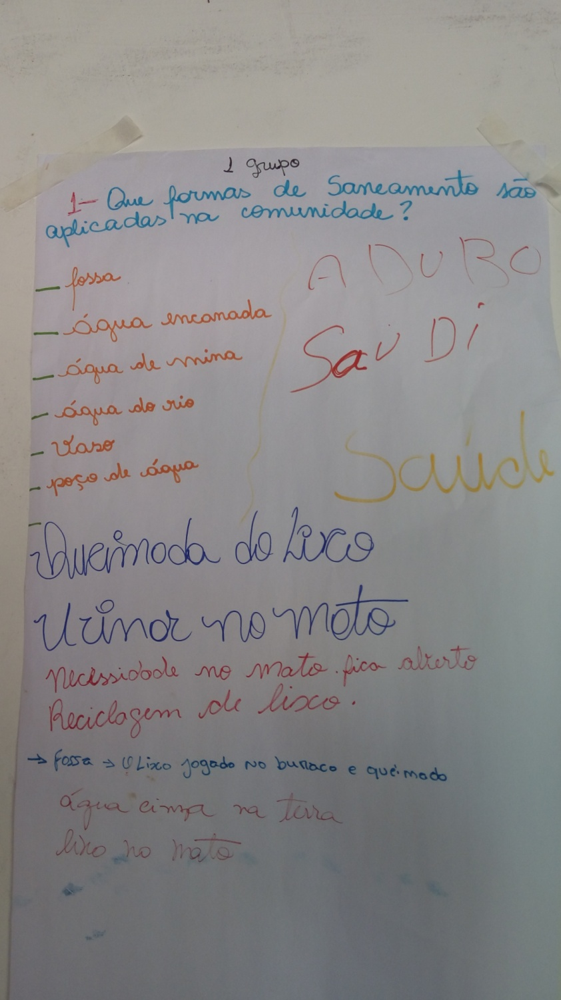 1 grupo
1- Que formas de Saneamento são
aplicadas na comunidade?
- fossa
- água encanada
- água de mina
- água do rio
- Vaso
- poço de água
-
ADUBO
SaúDi
Saúde
Queimada do Lixo
Urinar no mato
Necessidade no mato. fica aberto
Reciclagem de lixo.
→ fossa → O Lixo jogado no buraco e queimado
água cinza na terra
lixo no mato